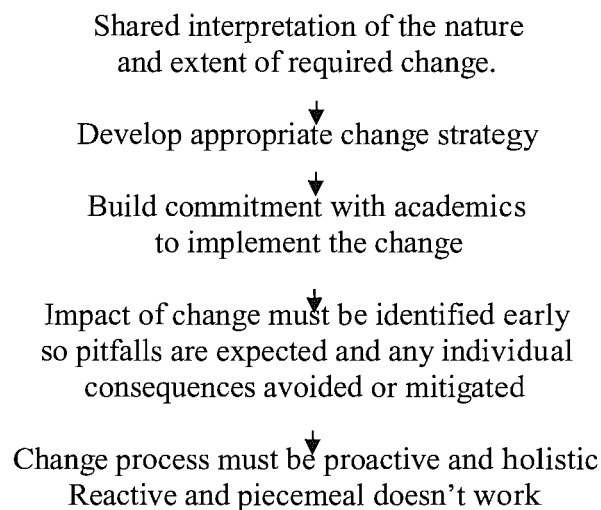 Shared interpretation of the nature
and extent of required change.
Develop appropriate change strategy
Build commitment with academics
to implement the change
Impact of change must be identified early
so pitfalls are expected and any individual
consequences avoided or mitigated
Change process must be proactive and holistic
Reactive and piecemeal doesn't work